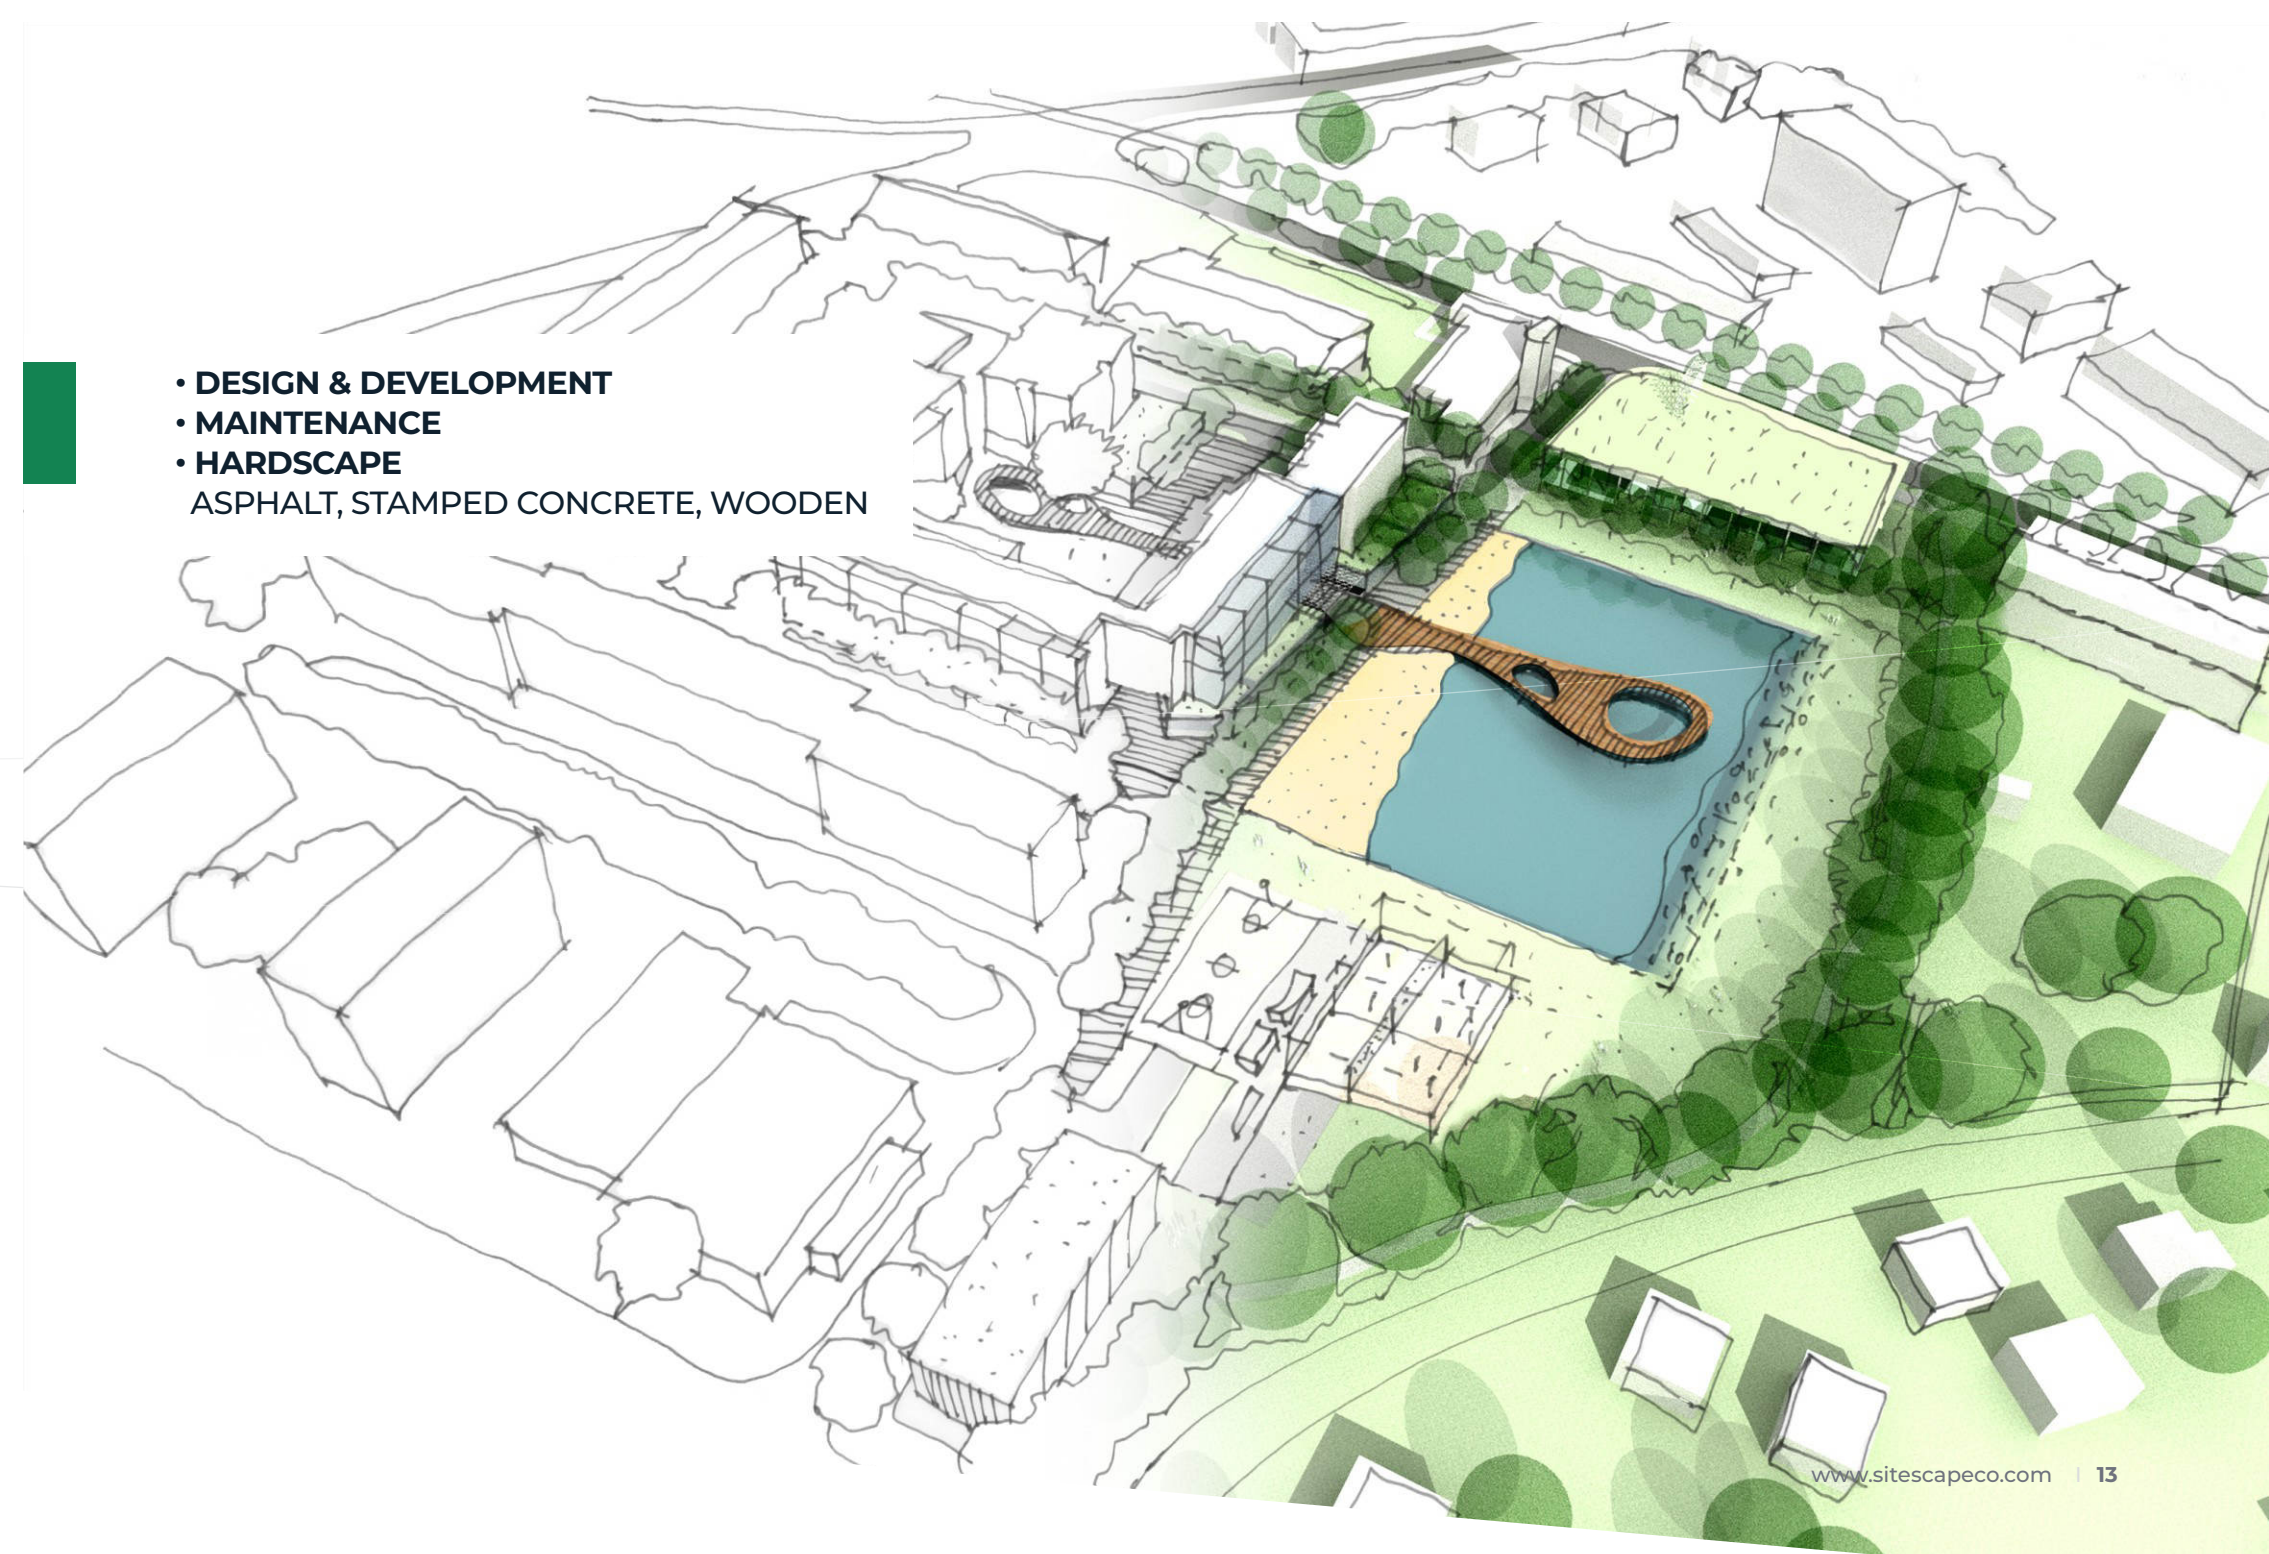 • DESIGN & DEVELOPMENT
• MAINTENANCE
• HARDSCAPE
ASPHALT, STAMPED CONCRETE, WOODEN
www.sitescapeco.com | 13